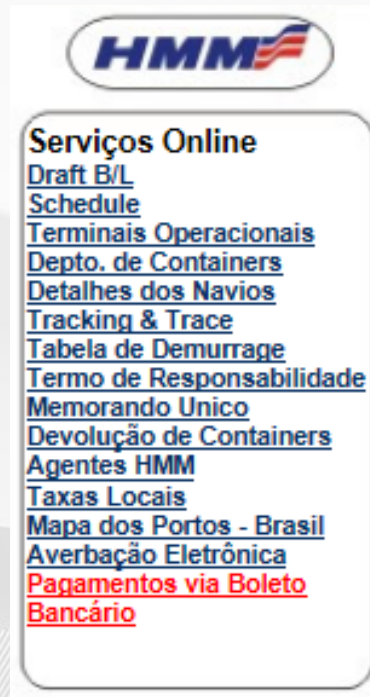 HMM
Serviços Online
Draft B/L
Schedule
Terminais Operacionais
Depto. de Containers
Detalhes dos Navios
Tracking & Trace
Tabela de Demurrage
Termo de Responsabilidade
Memorando Unico
Devolução de Containers
Agentes HMM
Taxas Locais
Mapa dos Portos - Brasil
Averbação Eletrônica
Pagamentos via Boleto
Bancário